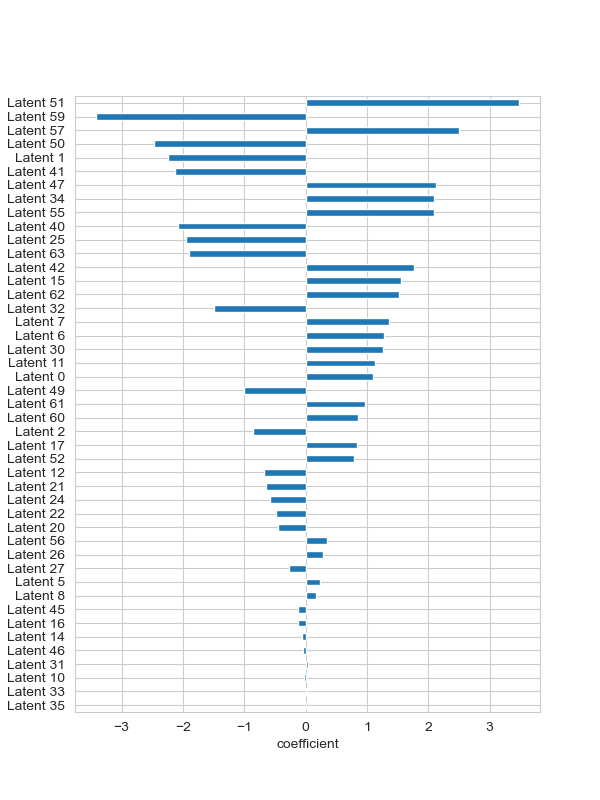 Latent 51
Latent 59
Latent 57
Latent 50
Latent 1
Latent 41
Latent 47
Latent 34
Latent 55
Latent 40
Latent 25
Latent 63
Latent 42
Latent 15
Latent 62
Latent 32
Latent 7
Latent 6
Latent 30
Latent 11
Latent 0
Latent 49
Latent 61
Latent 60
Latent 2
Latent 17
Latent 52
Latent 12
Latent 21
Latent 24
Latent 22
Latent 20
Latent 56
Latent 26
Latent 27
Latent 5
Latent 8
Latent 45
Latent 16
Latent 14
Latent 46
Latent 31
Latent 10
Latent 33
Latent 35
−3 −2 −1 0 1 2 3
coefficient